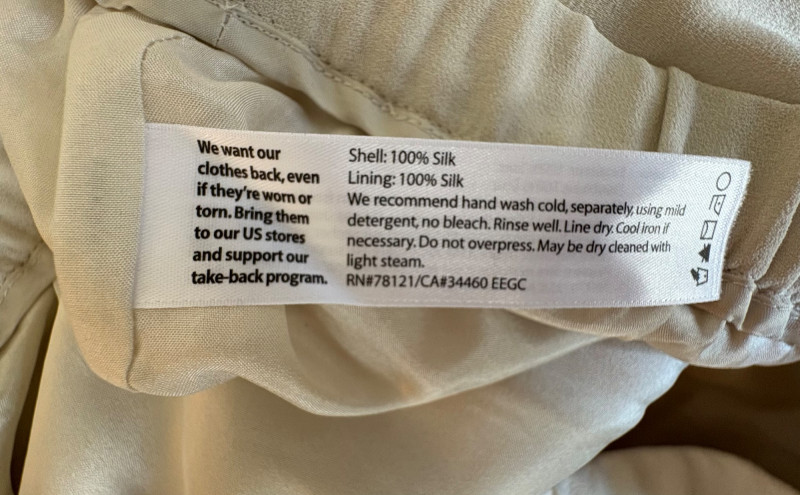 We want our
clothes back, even
if they're worn or
torn. Bring them
to our US stores
and support our
take-back program.
Shell: 100% Silk
Lining: 100% Silk
We recommend hand wash cold, separately, using mild
detergent, no bleach. Rinse well. Line dry. Cool iron if
necessary. Do not overpress. May be dry cleaned with
light steam.
RN#78121/CA#34460 EEGC